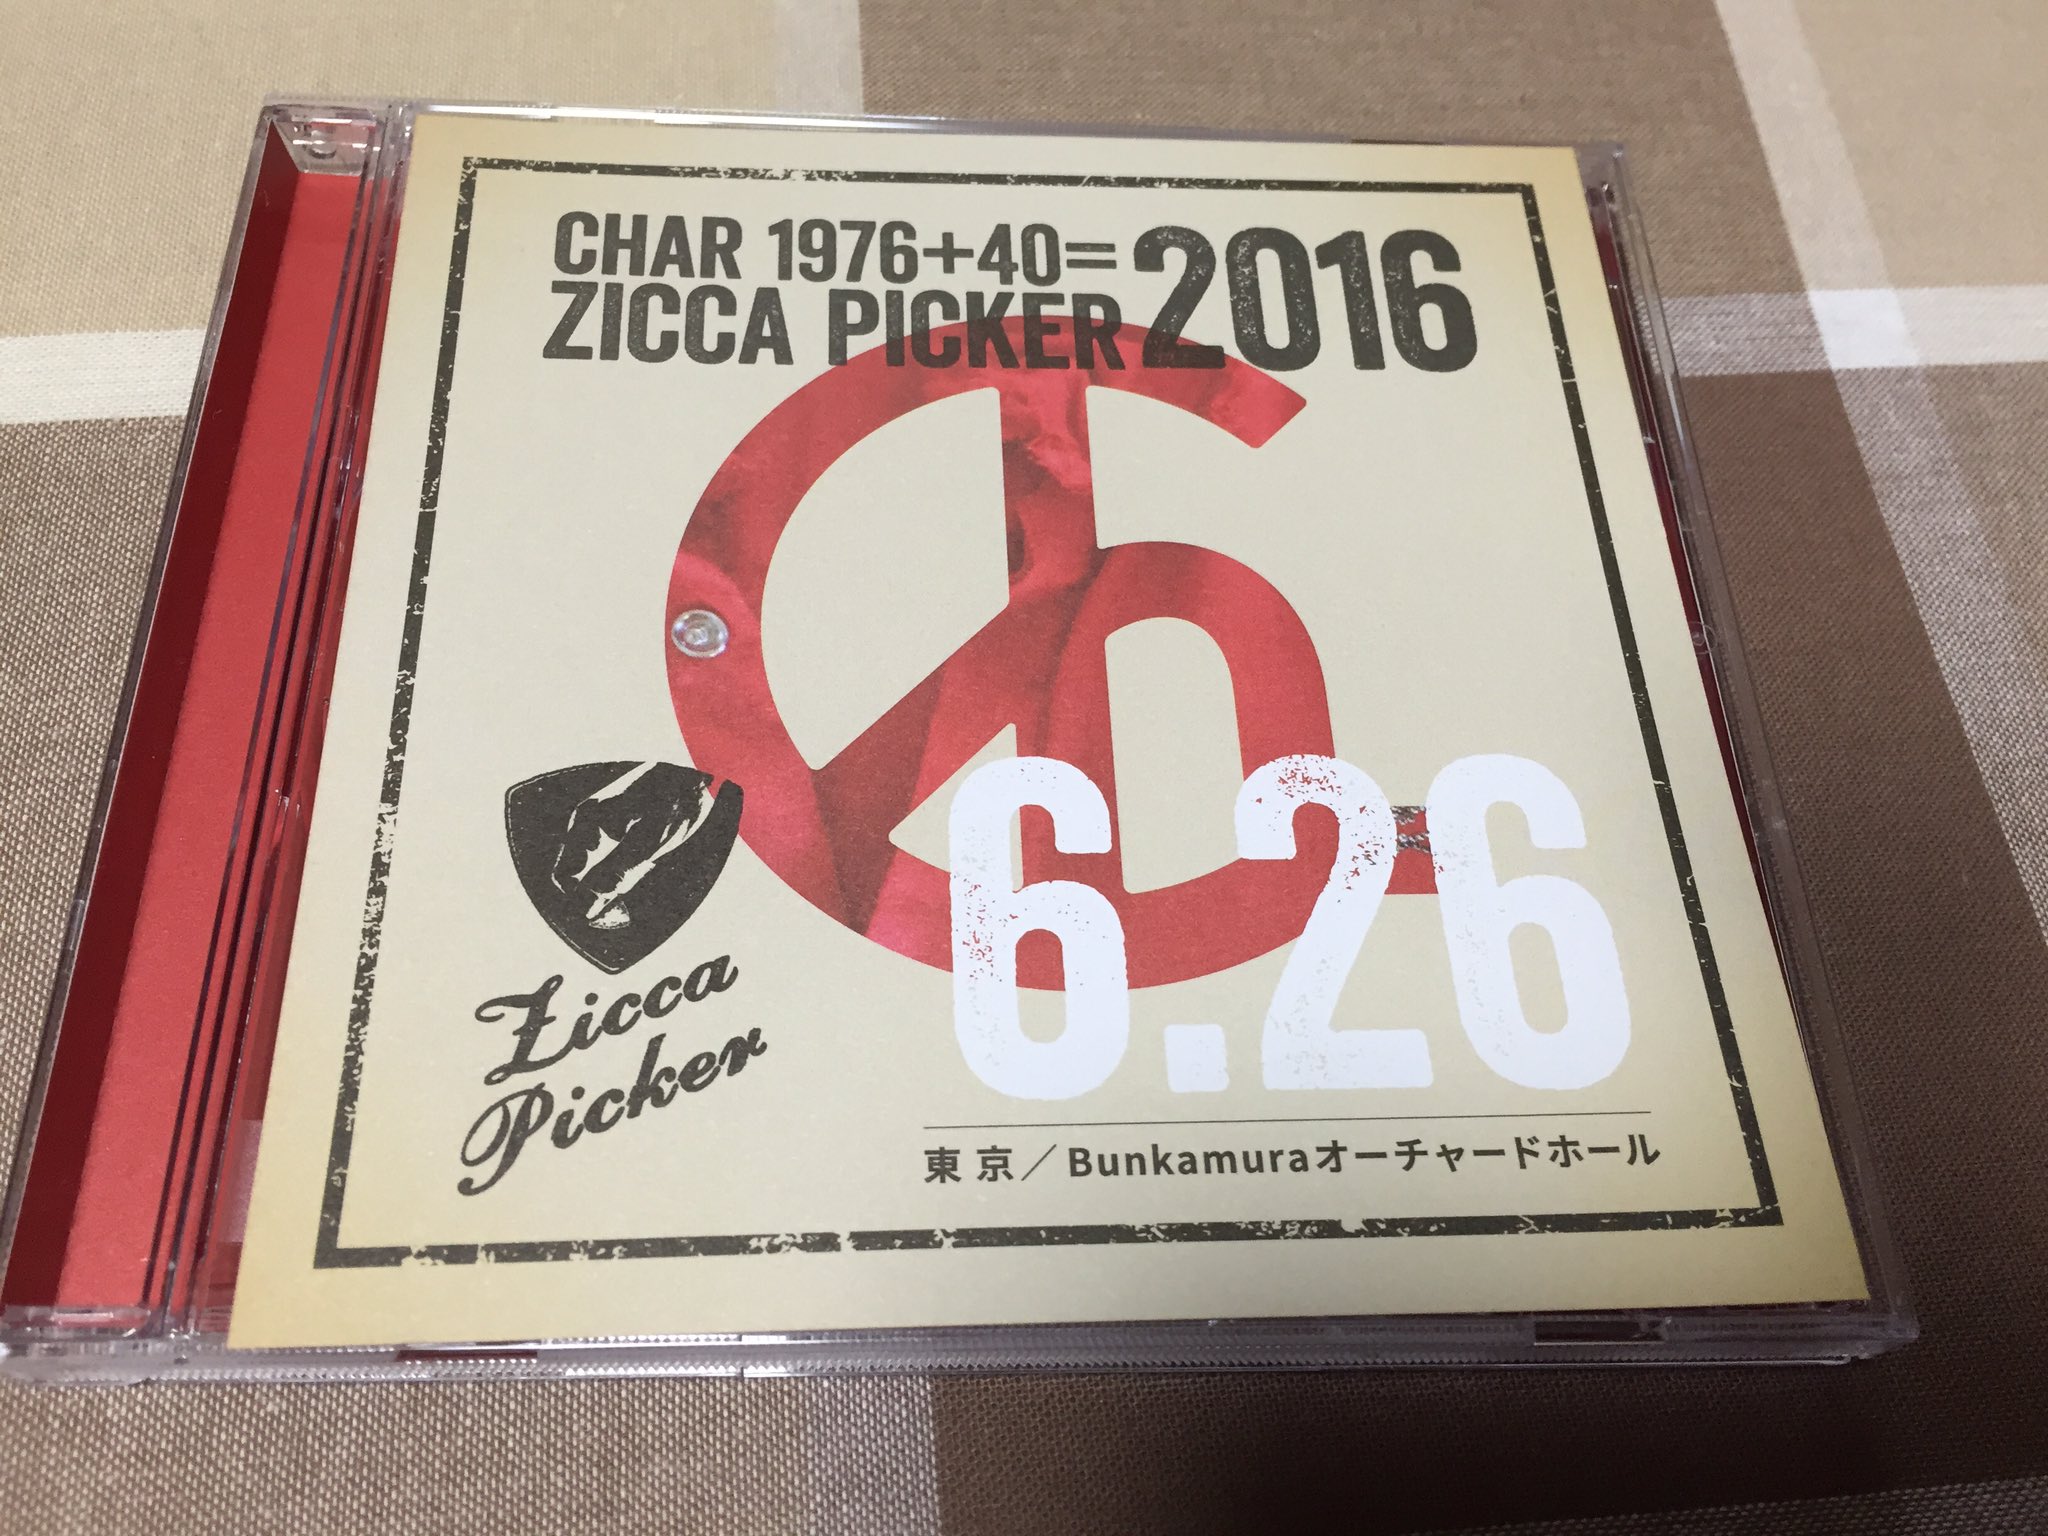 CHAR 1976+40=2016
ZICCA PICKER
6.26
Zicca
Picker
東京／Bunkamuraオーチャードホール